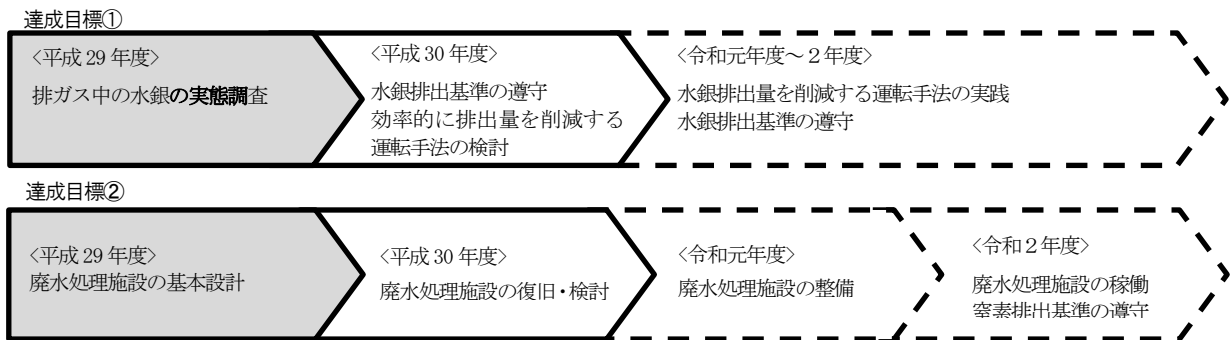 達成目標①
〈平成 29 年度〉
排ガス中の水銀の実態調査
〈平成 30 年度〉
水銀排出基準の遵守
効率的に排出量を削減する
運転手法の検討
〈令和元年度～２年度〉
水銀排出量を削減する運転手法の実践
水銀排出基準の遵守
達成目標②
〈平成 29 年度〉
廃水処理施設の基本設計
〈平成 30 年度〉
廃水処理施設の復旧・検討
〈令和元年度〉
廃水処理施設の整備
〈令和２年度〉
廃水処理施設の稼働
窒素排出基準の遵守